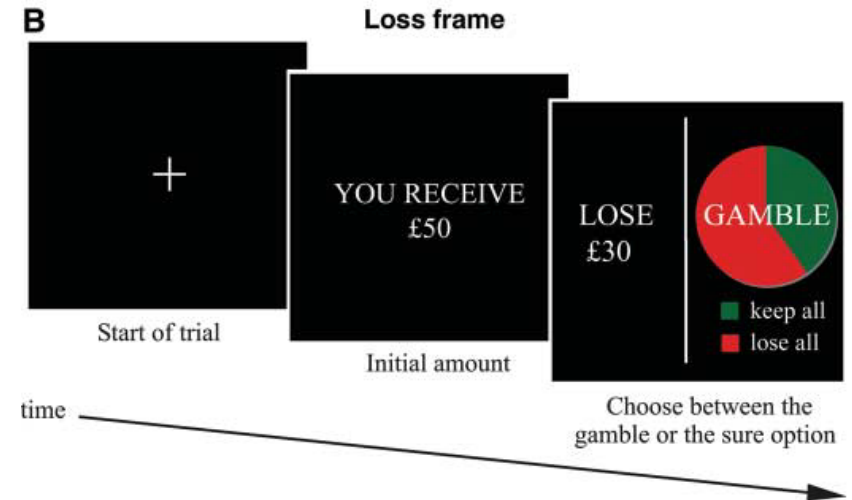 B
Loss frame
Start of trial
YOU RECEIVE
£50
Initial amount
LOSE
£30
GAMBLE
keep all
lose all
Choose between the
gamble or the sure option
time